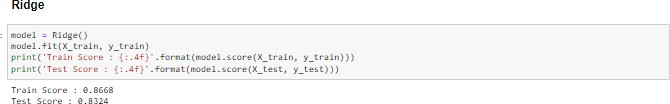 Ridge
model = Ridge()
model.fit(X_train, y_train)
print('Train Score : {:.4f}'.format(model.score(X_train, y_train)))
print('Test Score : {:.4f}'.format(model.score(X_test, y_test)))
Train Score : 0.8668
Test Score : 0.8324